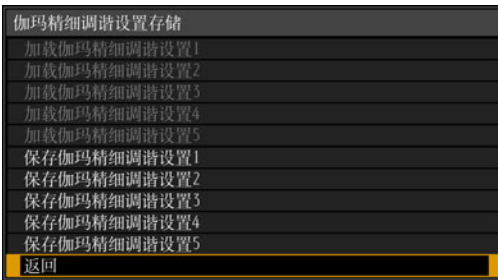 伽玛精细调谐设置存储
加载伽玛精细调谐设置1
加载伽玛精细调谐设置2
加载伽玛精细调谐设置3
加载伽玛精细调谐设置4
加载伽玛精细调谐设置5
保存伽玛精细调谐设置1
保存伽玛精细调谐设置2
保存伽玛精细调谐设置3
保存伽玛精细调谐设置4
保存伽玛精细调谐设置5
返回